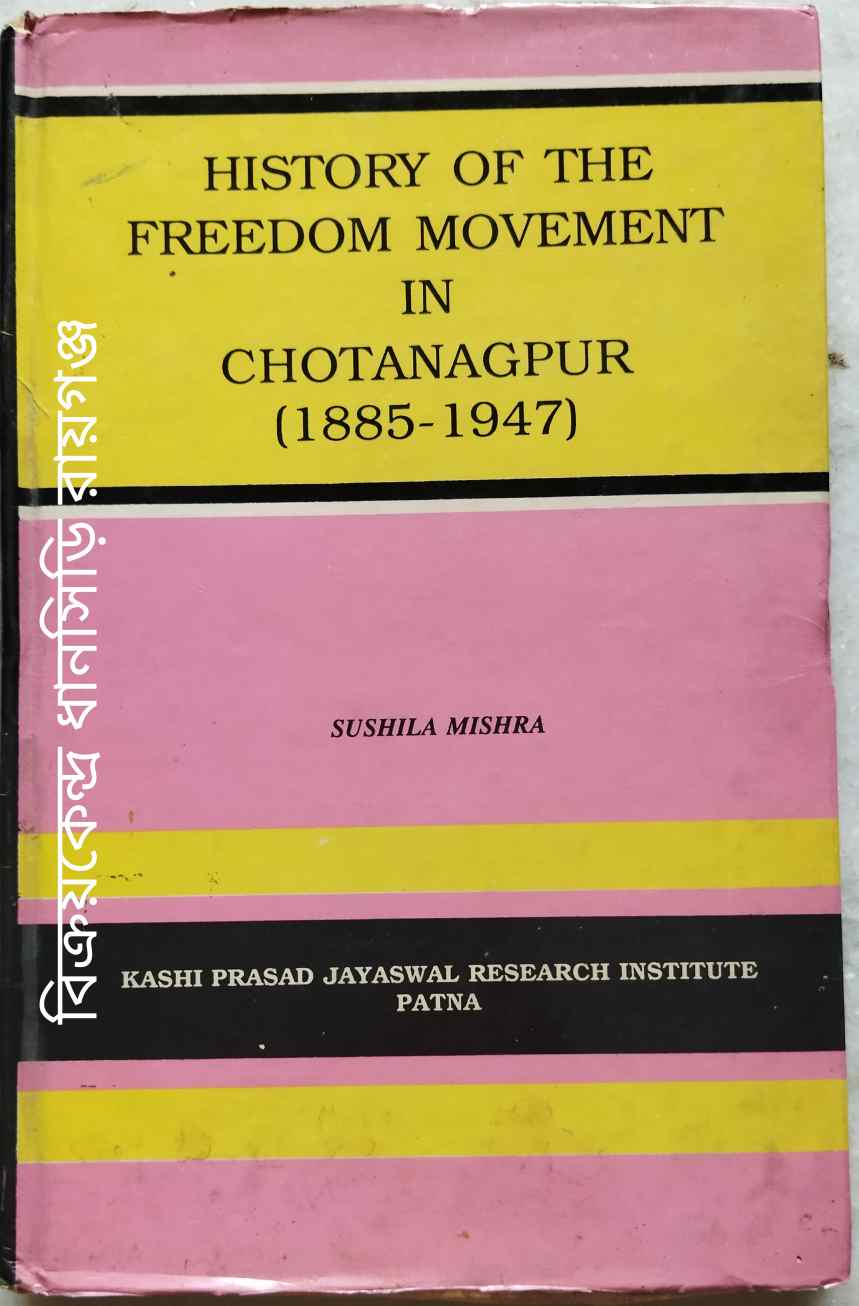 HISTORY OF THE
FREEDOM MOVEMENT
IN
CHOTANAGPUR
(1885-1947)
SUSHILA MISHRA
KASHI PRASAD JAYASWAL RESEARCH INSTITUTE
PATNA
বিক্রয়কেন্দ্র ধানসিড়ি রায়গঞ্জ